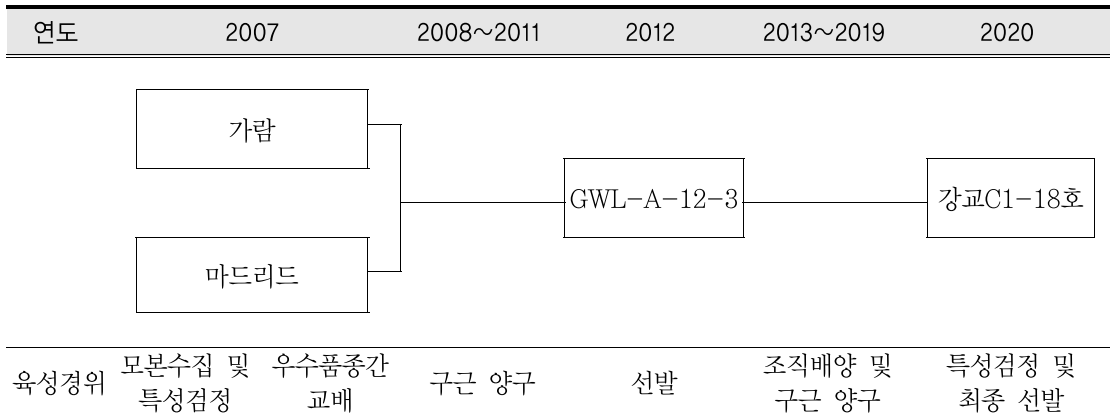 연도 2007 2008～2011 2012 2013～2019 2020
가람
GWL-A-12-3 강교C1-18호
마드리드
육성경위 모본수집 및 특성검정 우수품종간 교배 구근 양구 선발 조직배양 및 구근 양구 특성검정 및 최종 선발